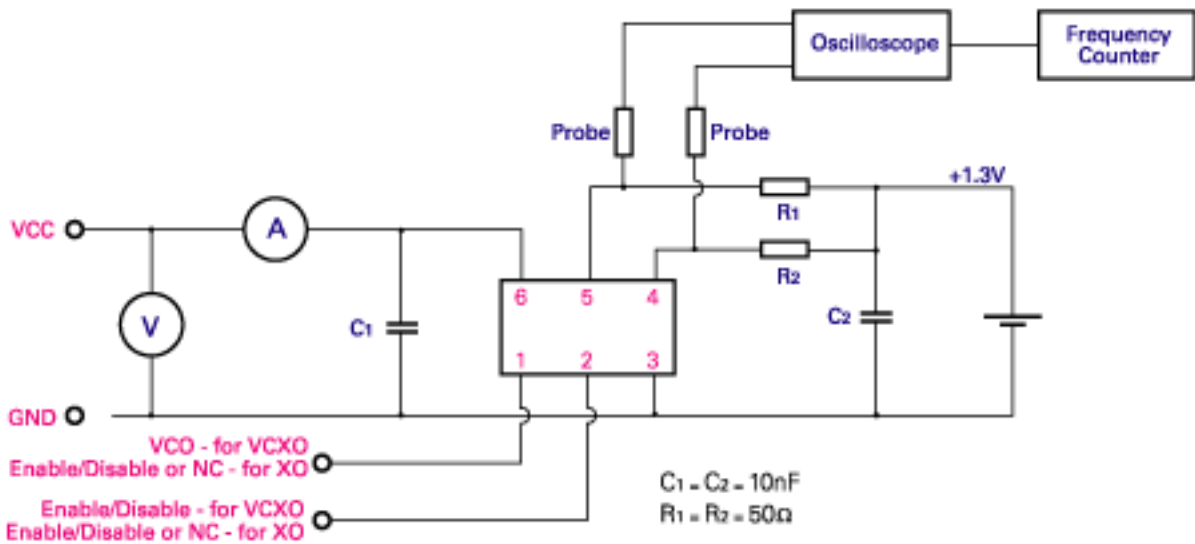 Oscilloscope
Frequency
Counter
Probe
Probe
+1.3V
R1
VCC
A
R2
6 5 4
V
C1
C2
1 2 3
GND
VCO - for VCXO
Enable/Disable or NC - for XO
Enable/Disable - for VCXO
Enable/Disable or NC - for XO
C1 = C2 = 10nF
R1 = R2 = 50Ω